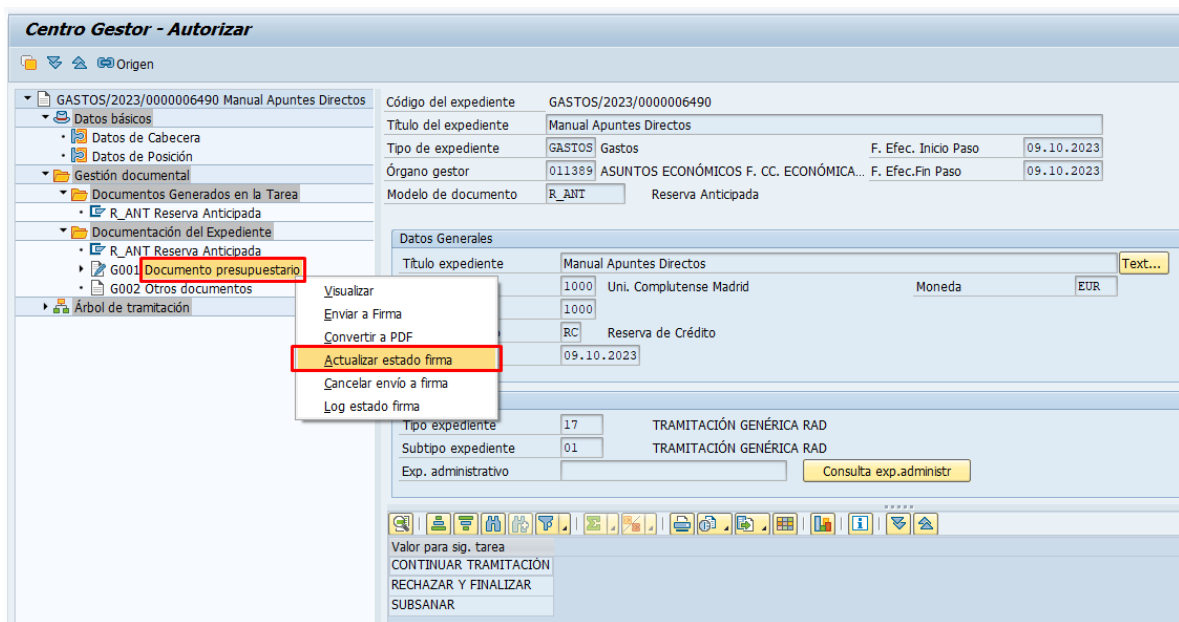 Centro Gestor - Autorizar
Origen
GASTOS/2023/0000006490 Manual Apuntes Directos
Datos básicos
Datos de Cabecera
Datos de Posición
Gestión documental
Documentos Generados en la Tarea
R_ANT Reserva Anticipada
Documentación del Expediente
R_ANT Reserva Anticipada
G001 Documento presupuestario
G002 Otros documentos
Árbol de tramitación
Visualizar
Enviar a Firma
Convertir a PDF
Actualizar estado firma
Cancelar envío a firma
Log estado firma
Código del expediente GASTOS/2023/0000006490
Título del expediente Manual Apuntes Directos
Tipo de expediente GASTOS Gastos F. Efec. Inicio Paso 09.10.2023
Órgano gestor 011389 ASUNTOS ECONÓMICOS F. CC. ECONÓMICA... F. Efec.Fin Paso 09.10.2023
Modelo de documento R_ANT Reserva Anticipada
Datos Generales
Título expediente Manual Apuntes Directos Text...
1000 Uni. Complutense Madrid Moneda EUR
1000
RC Reserva de Crédito
09.10.2023
Tipo expediente 17 TRAMITACIÓN GENÉRICA RAD
Subtipo expediente 01 TRAMITACIÓN GENÉRICA RAD
Exp. administrativo Consulta exp.administr
Valor para sig. tarea
CONTINUAR TRAMITACIÓN
RECHAZAR Y FINALIZAR
SUBSANAR